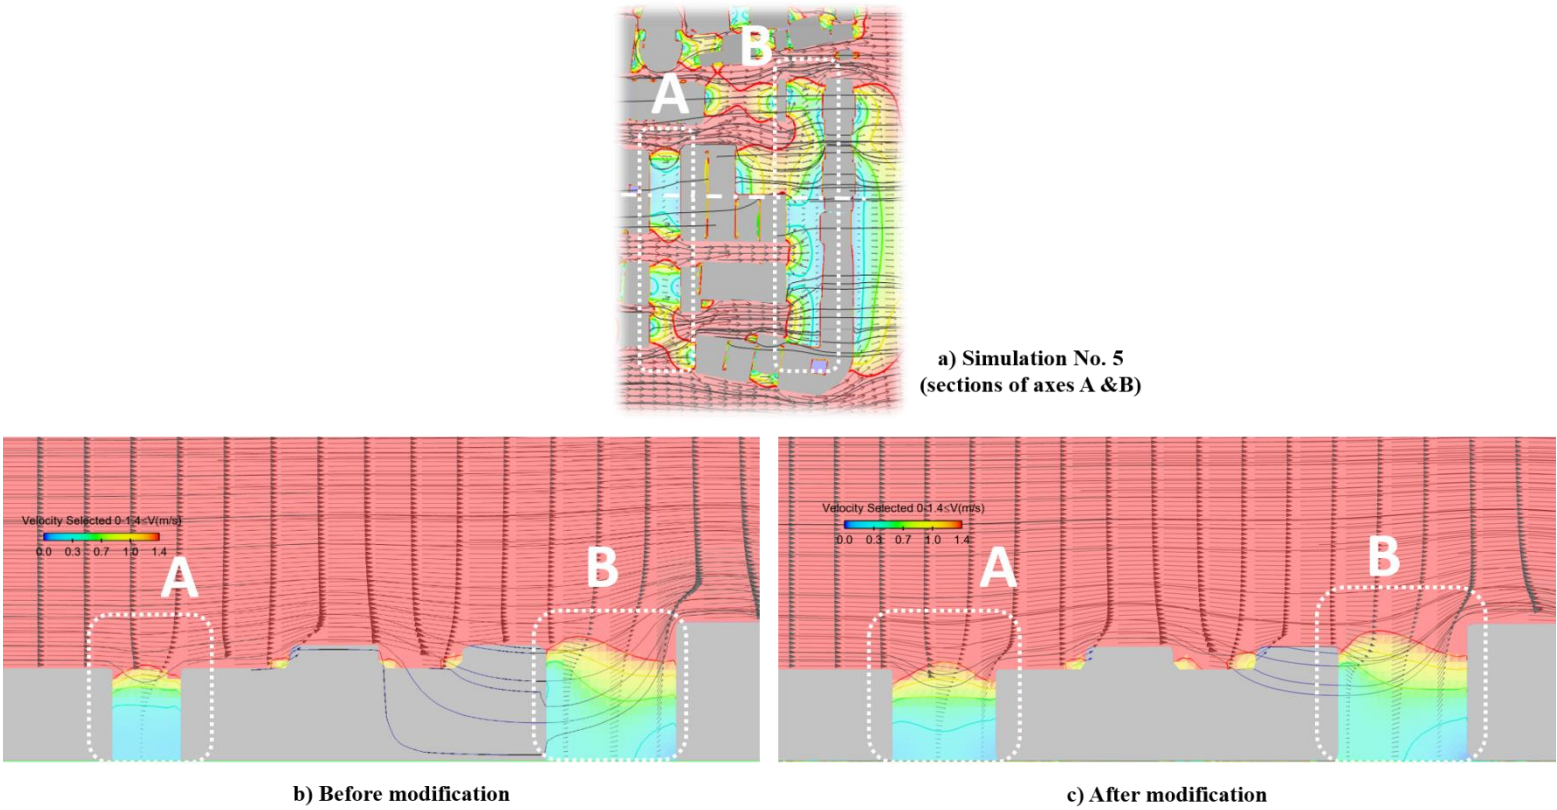 B
A
a) Simulation No. 5
(sections of axes A &B)
Velocity Selected 0-1.4≤V(m/s)
0.0 0.3 0.7 1.0 1.4
A
B
Velocity Selected 0-1.4≤V(m/s)
0.0 0.3 0.7 1.0 1.4
A
B
b) Before modification
c) After modification